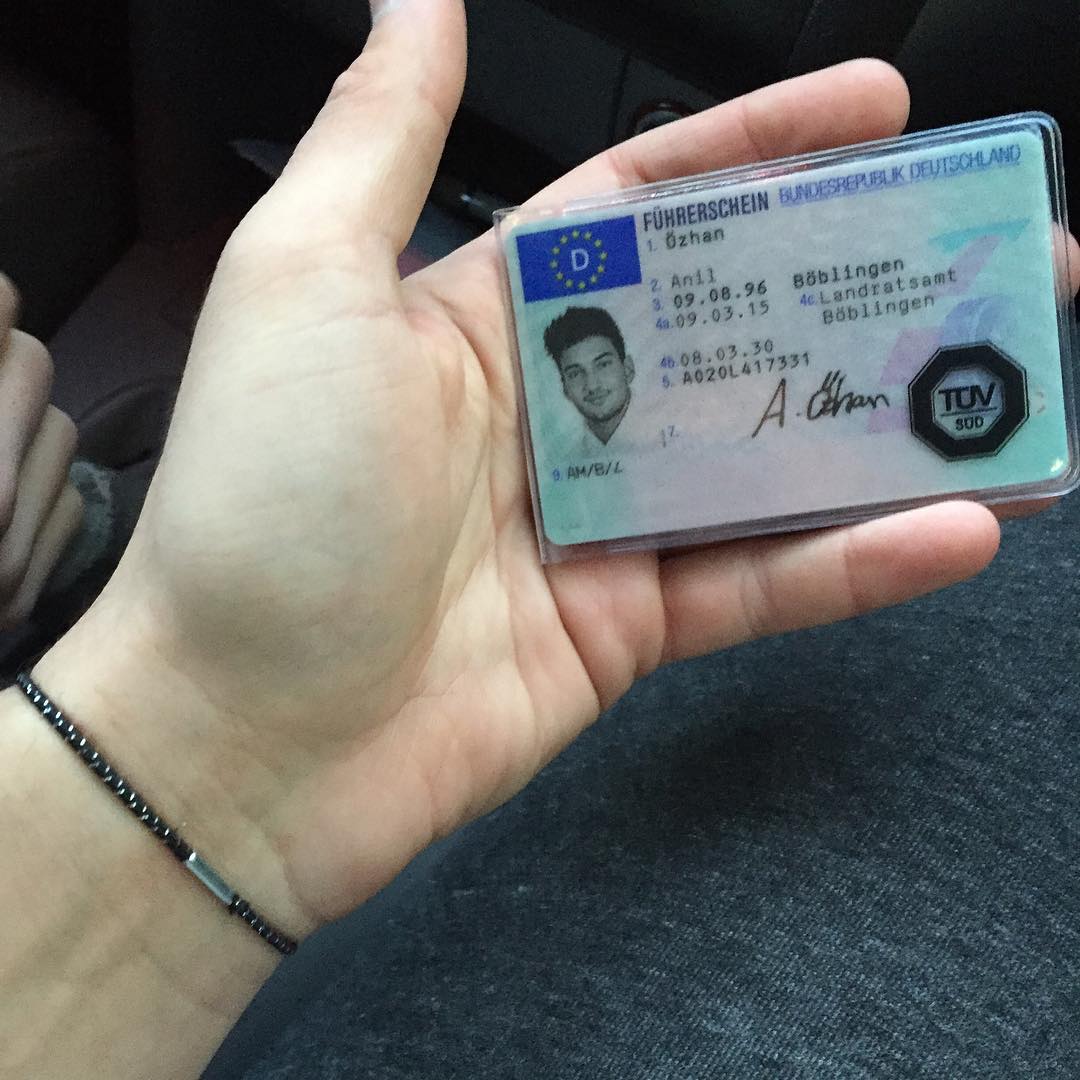 FÜHRERSCHEIN BUNDESREPUBLIK DEUTSCHLAND
D
1. Özhan
2. Anil
3. 09.08.96 Böblingen
4a. 09.03.15 4c. Landratsamt
Böblingen
4b. 08.03.30
5. A020L417331
7. A. Özhan
TÜV
SÜD
9. AM/B/L